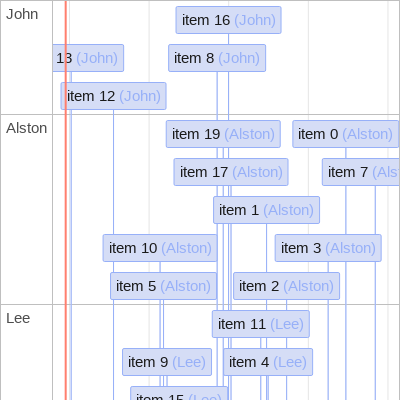 John
item 16 (John)
13 (John)
item 8 (John)
item 12 (John)
Alston
item 19 (Alston)
item 0 (Alston)
item 17 (Alston)
item 7 (Als
item 1 (Alston)
item 10 (Alston)
item 3 (Alston)
item 5 (Alston)
item 2 (Alston)
Lee
item 11 (Lee)
item 9 (Lee)
item 4 (Lee)
item 15 (Lee)